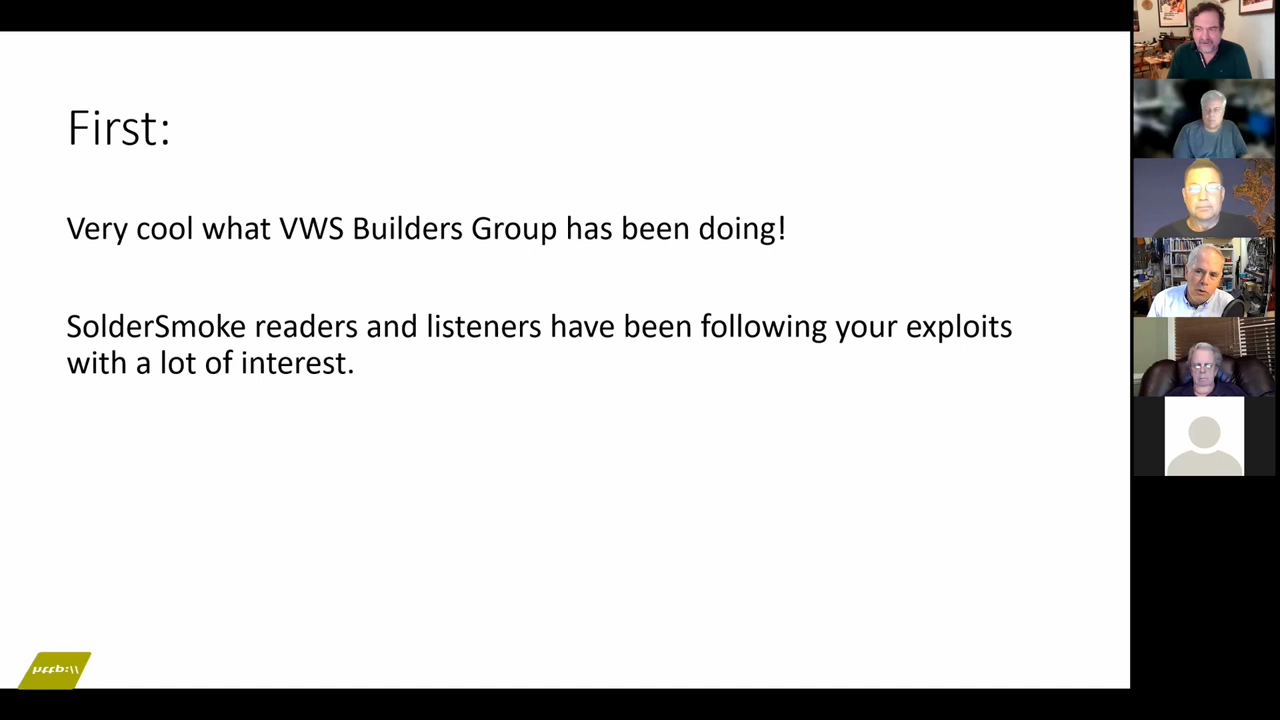 First:
Very cool what VWS Builders Group has been doing!
SolderSmoke readers and listeners have been following your exploits
with a lot of interest.